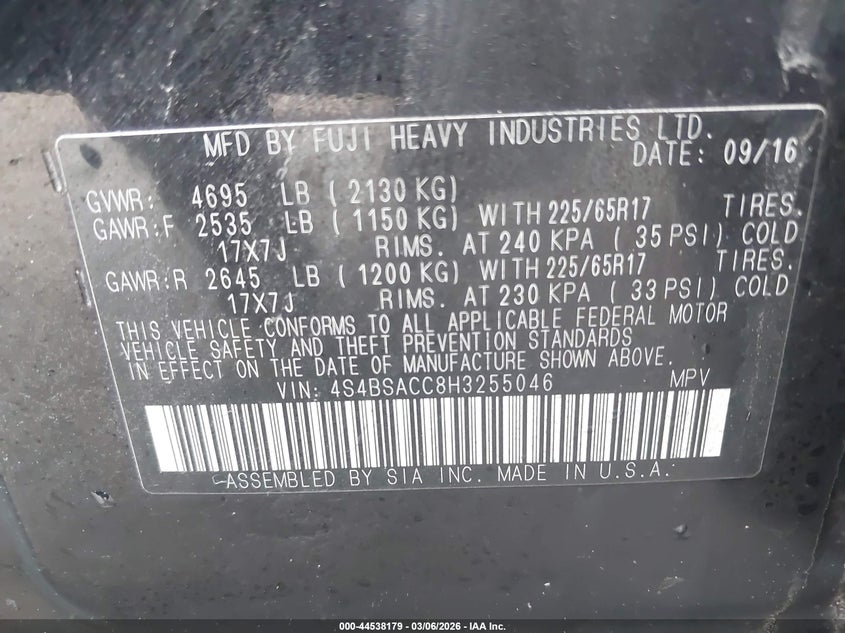 MFD BY FUJI HEAVY INDUSTRIES LTD.
DATE: 09/16
GVWR: 4695 LB ( 2130 KG)
GAWR:F 2535 LB ( 1150 KG) WITH 225/65R17 TIRES.
17X7J RIMS. AT 240 KPA ( 35 PSI) COLD
GAWR:R 2645 LB ( 1200 KG) WITH 225/65R17 TIRES.
17X7J RIMS. AT 230 KPA ( 33 PSI) COLD
THIS VEHICLE CONFORMS TO ALL APPLICABLE FEDERAL MOTOR
VEHICLE SAFETY AND THEFT PREVENTION STANDARDS
IN EFFECT ON THE DATE OF MANUFACTURE SHOWN ABOVE.
VIN: 4S4BSACC8H3255046 MPV
ASSEMBLED BY SIA INC. MADE IN U.S.A.
000-44538179 - 03/06/2026 - IAA Inc.